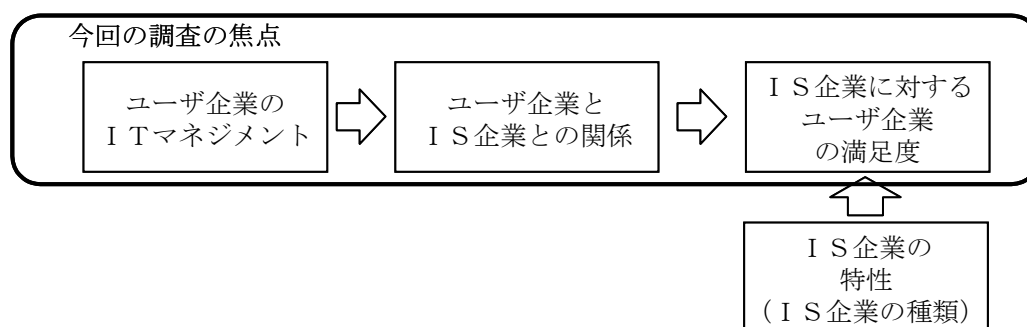 今回の調査の焦点
ユーザ企業の
ＩＴマネジメント
ユーザ企業と
ＩＳ企業との関係
ＩＳ企業に対する
ユーザ企業
の満足度
ＩＳ企業の
特性
（ＩＳ企業の種類）